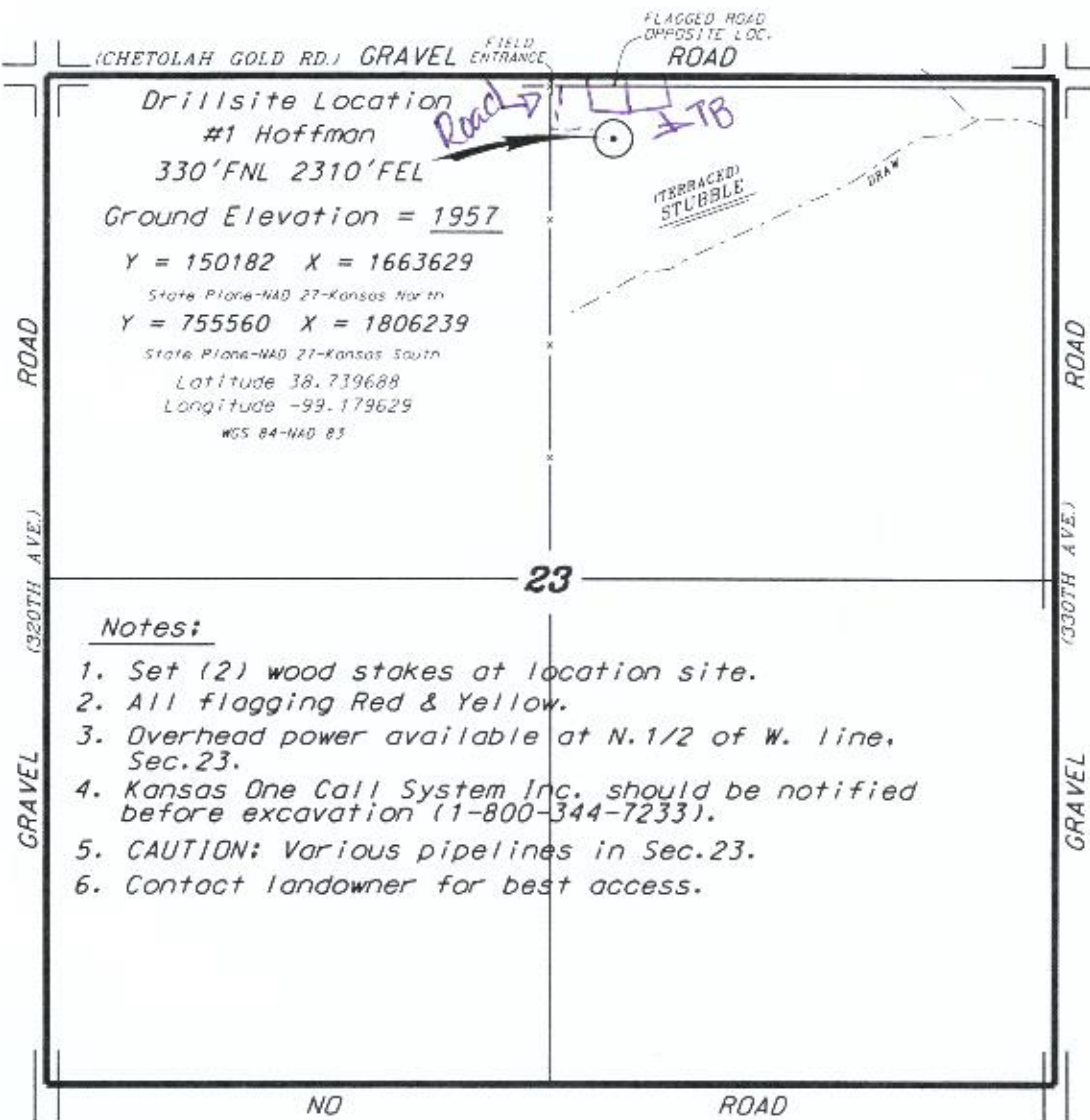 FLAGGED ROAD
OPPOSITE LOC.
(CHETOLAH GOLD RD.) GRAVEL FIELD ENTRANCE ROAD
Drillsite Location
#1 Hoffman
330'FNL 2310'FEL
Road
TB
Ground Elevation = 1957
(TERRACED)
STUBBLE
DRAW
Y = 150182 X = 1663629
State Plane-NAD 27-Kansas North
Y = 755560 X = 1806239
State Plane-NAD 27-Kansas South
Latitude 38.739688
Longitude -99.179629
WGS 84-NAD 83
GRAVEL (320TH AVE.) ROAD
GRAVEL (330TH AVE.) ROAD
23
Notes:
1. Set (2) wood stakes at location site.
2. All flagging Red & Yellow.
3. Overhead power available at N.1/2 of W. line,
Sec.23.
4. Kansas One Call System Inc. should be notified
before excavation (1-800-344-7233).
5. CAUTION: Various pipelines in Sec.23.
6. Contact landowner for best access.
NO ROAD